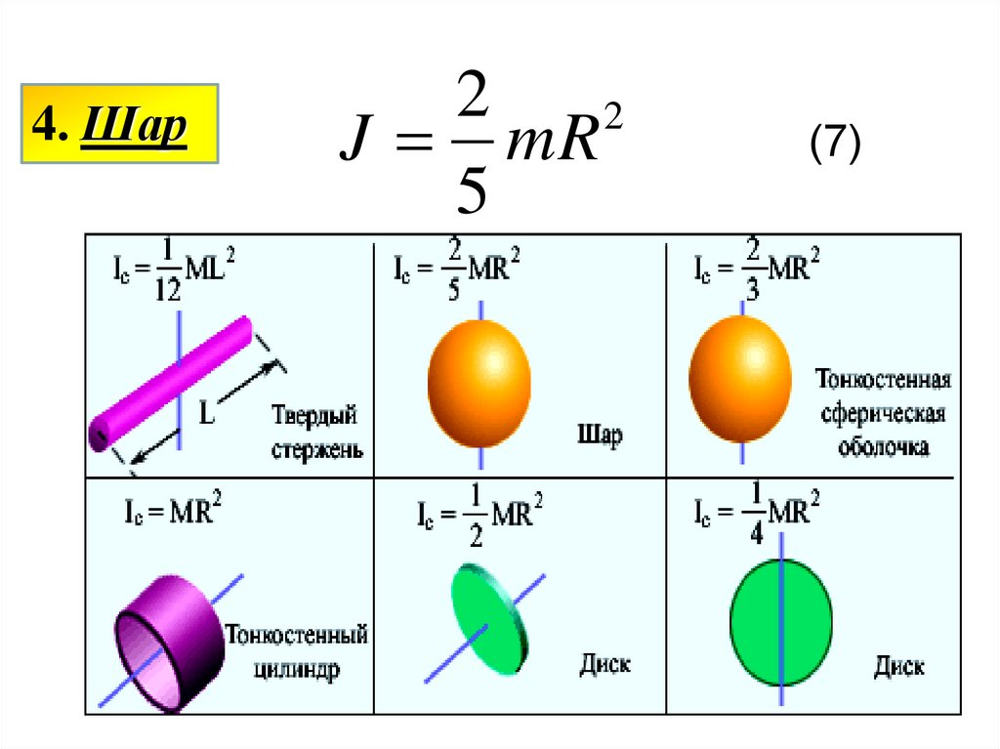 4. Шар
J = 2/5 mR²
(7)
Ic = 1/12 ML²
L
Твердый
стержень
Ic = 2/5 MR²
Шар
Ic = 2/3 MR²
Тонкостенная
сферическая
оболочка
Ic = MR²
Тонкостенный
цилиндр
Ic = 1/2 MR²
Диск
Ic = 1/4 MR²
Диск